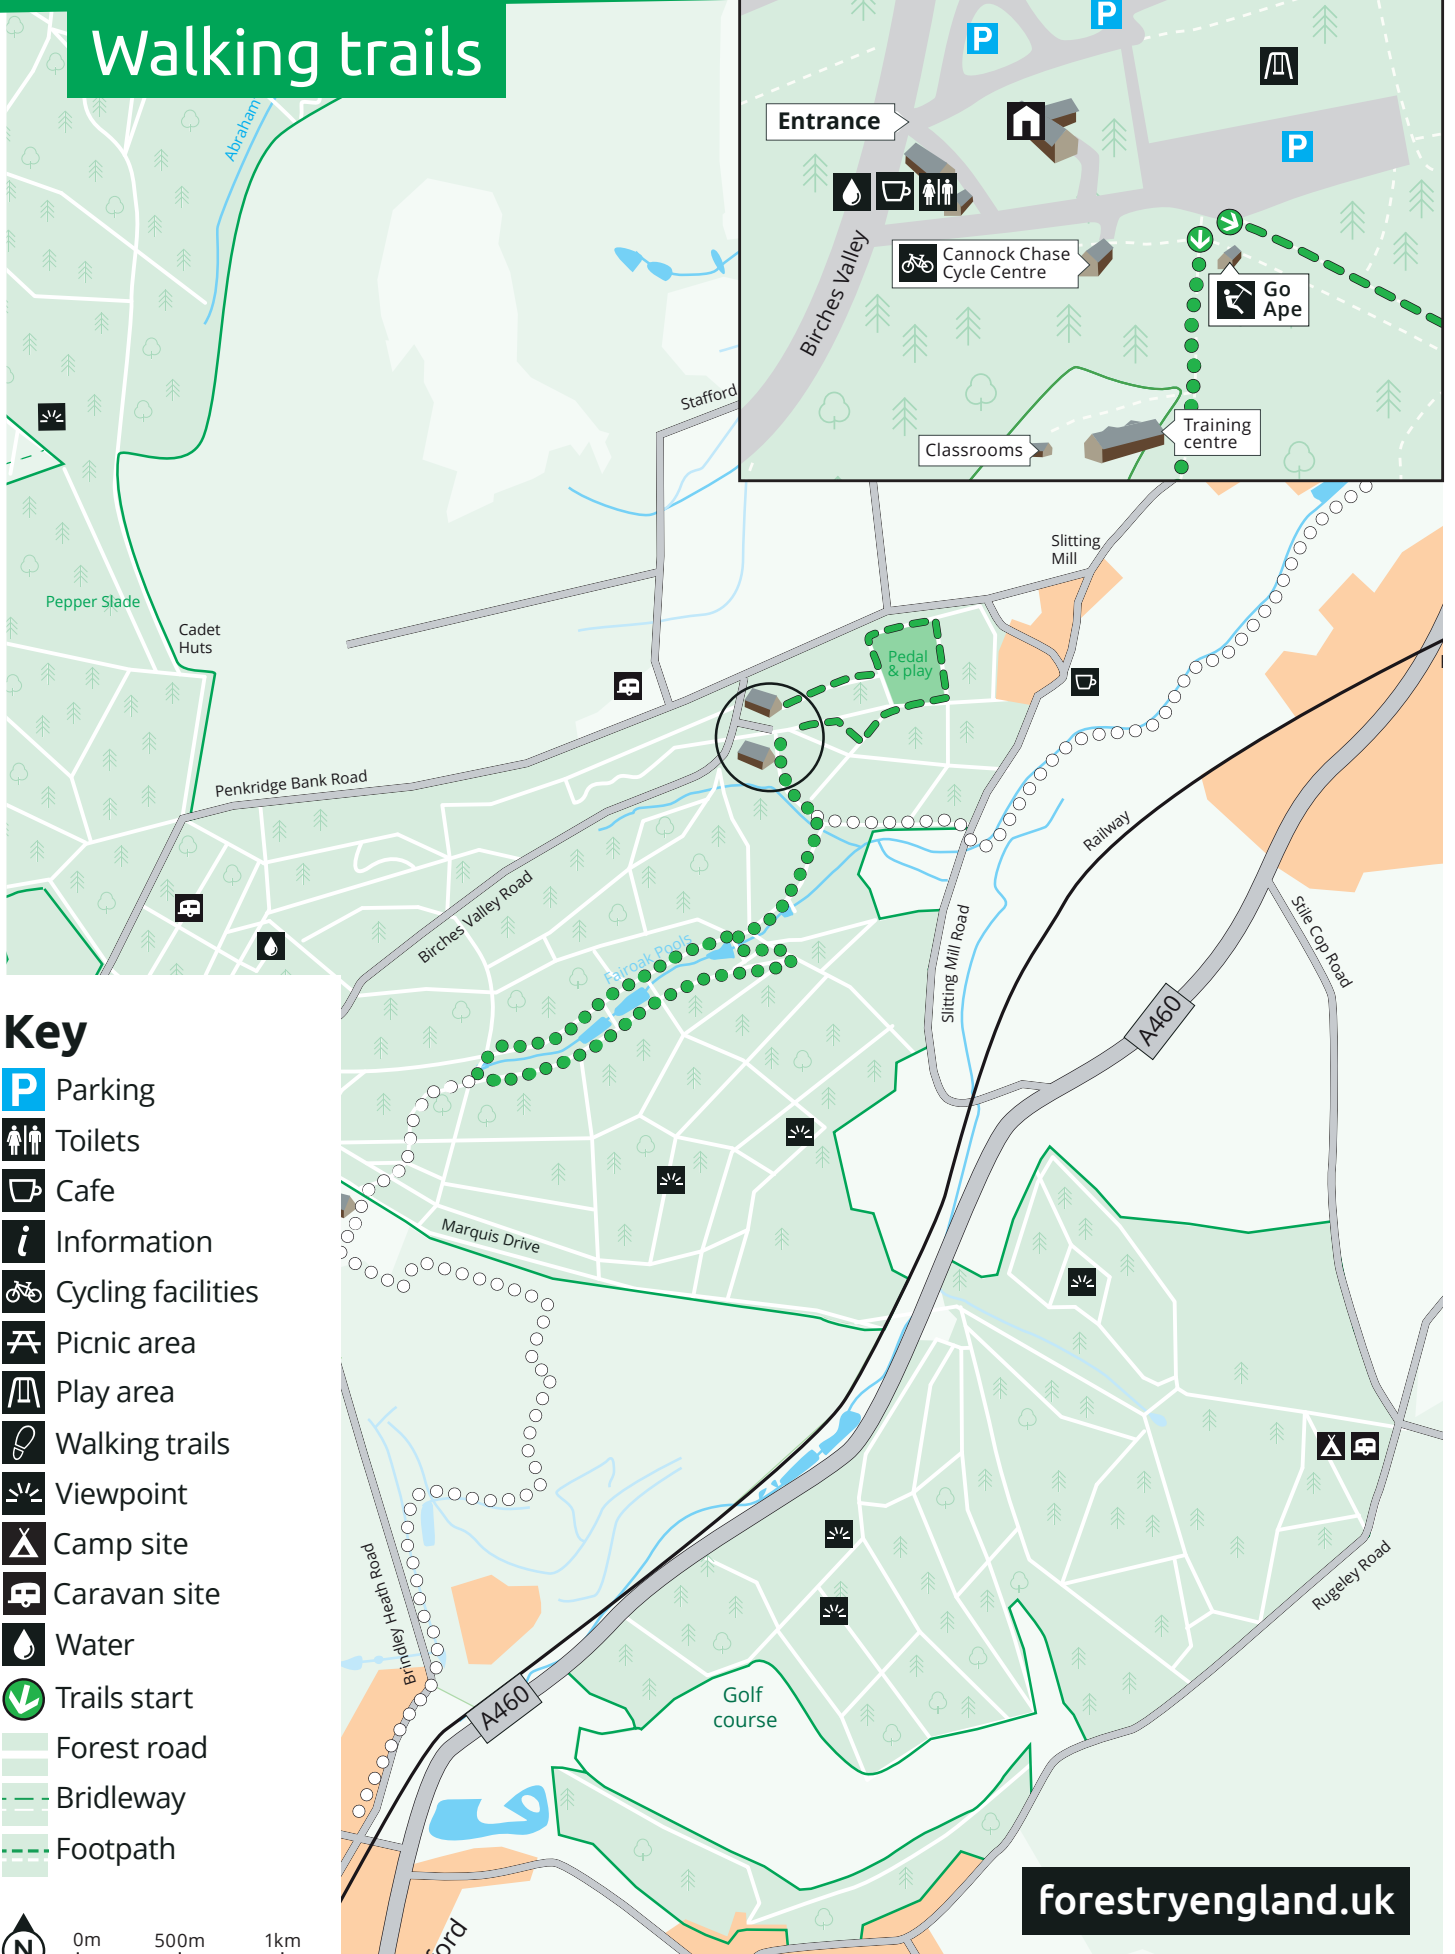 Walking trails
Abraham
P
P
P
Entrance
Birches Valley
Cannock Chase
Cycle Centre
Go
Ape
Training
centre
Classrooms
Stafford
Slitting
Mill
Pepper Slade
Cadet
Huts
Pedal
& play
Penkridge Bank Road
Birches Valley Road
Railway
Fairoak Pools
Slitting Mill Road
Stile Cop Road
A460
Marquis Drive
Brindley Heath Road
Rugeley Road
A460
Golf
course
Key
P Parking
Toilets
Cafe
i Information
Cycling facilities
Picnic area
Play area
Walking trails
Viewpoint
Camp site
Caravan site
Water
Trails start
Forest road
Bridleway
Footpath
N
0m 500m 1km
ford
forestryengland.uk